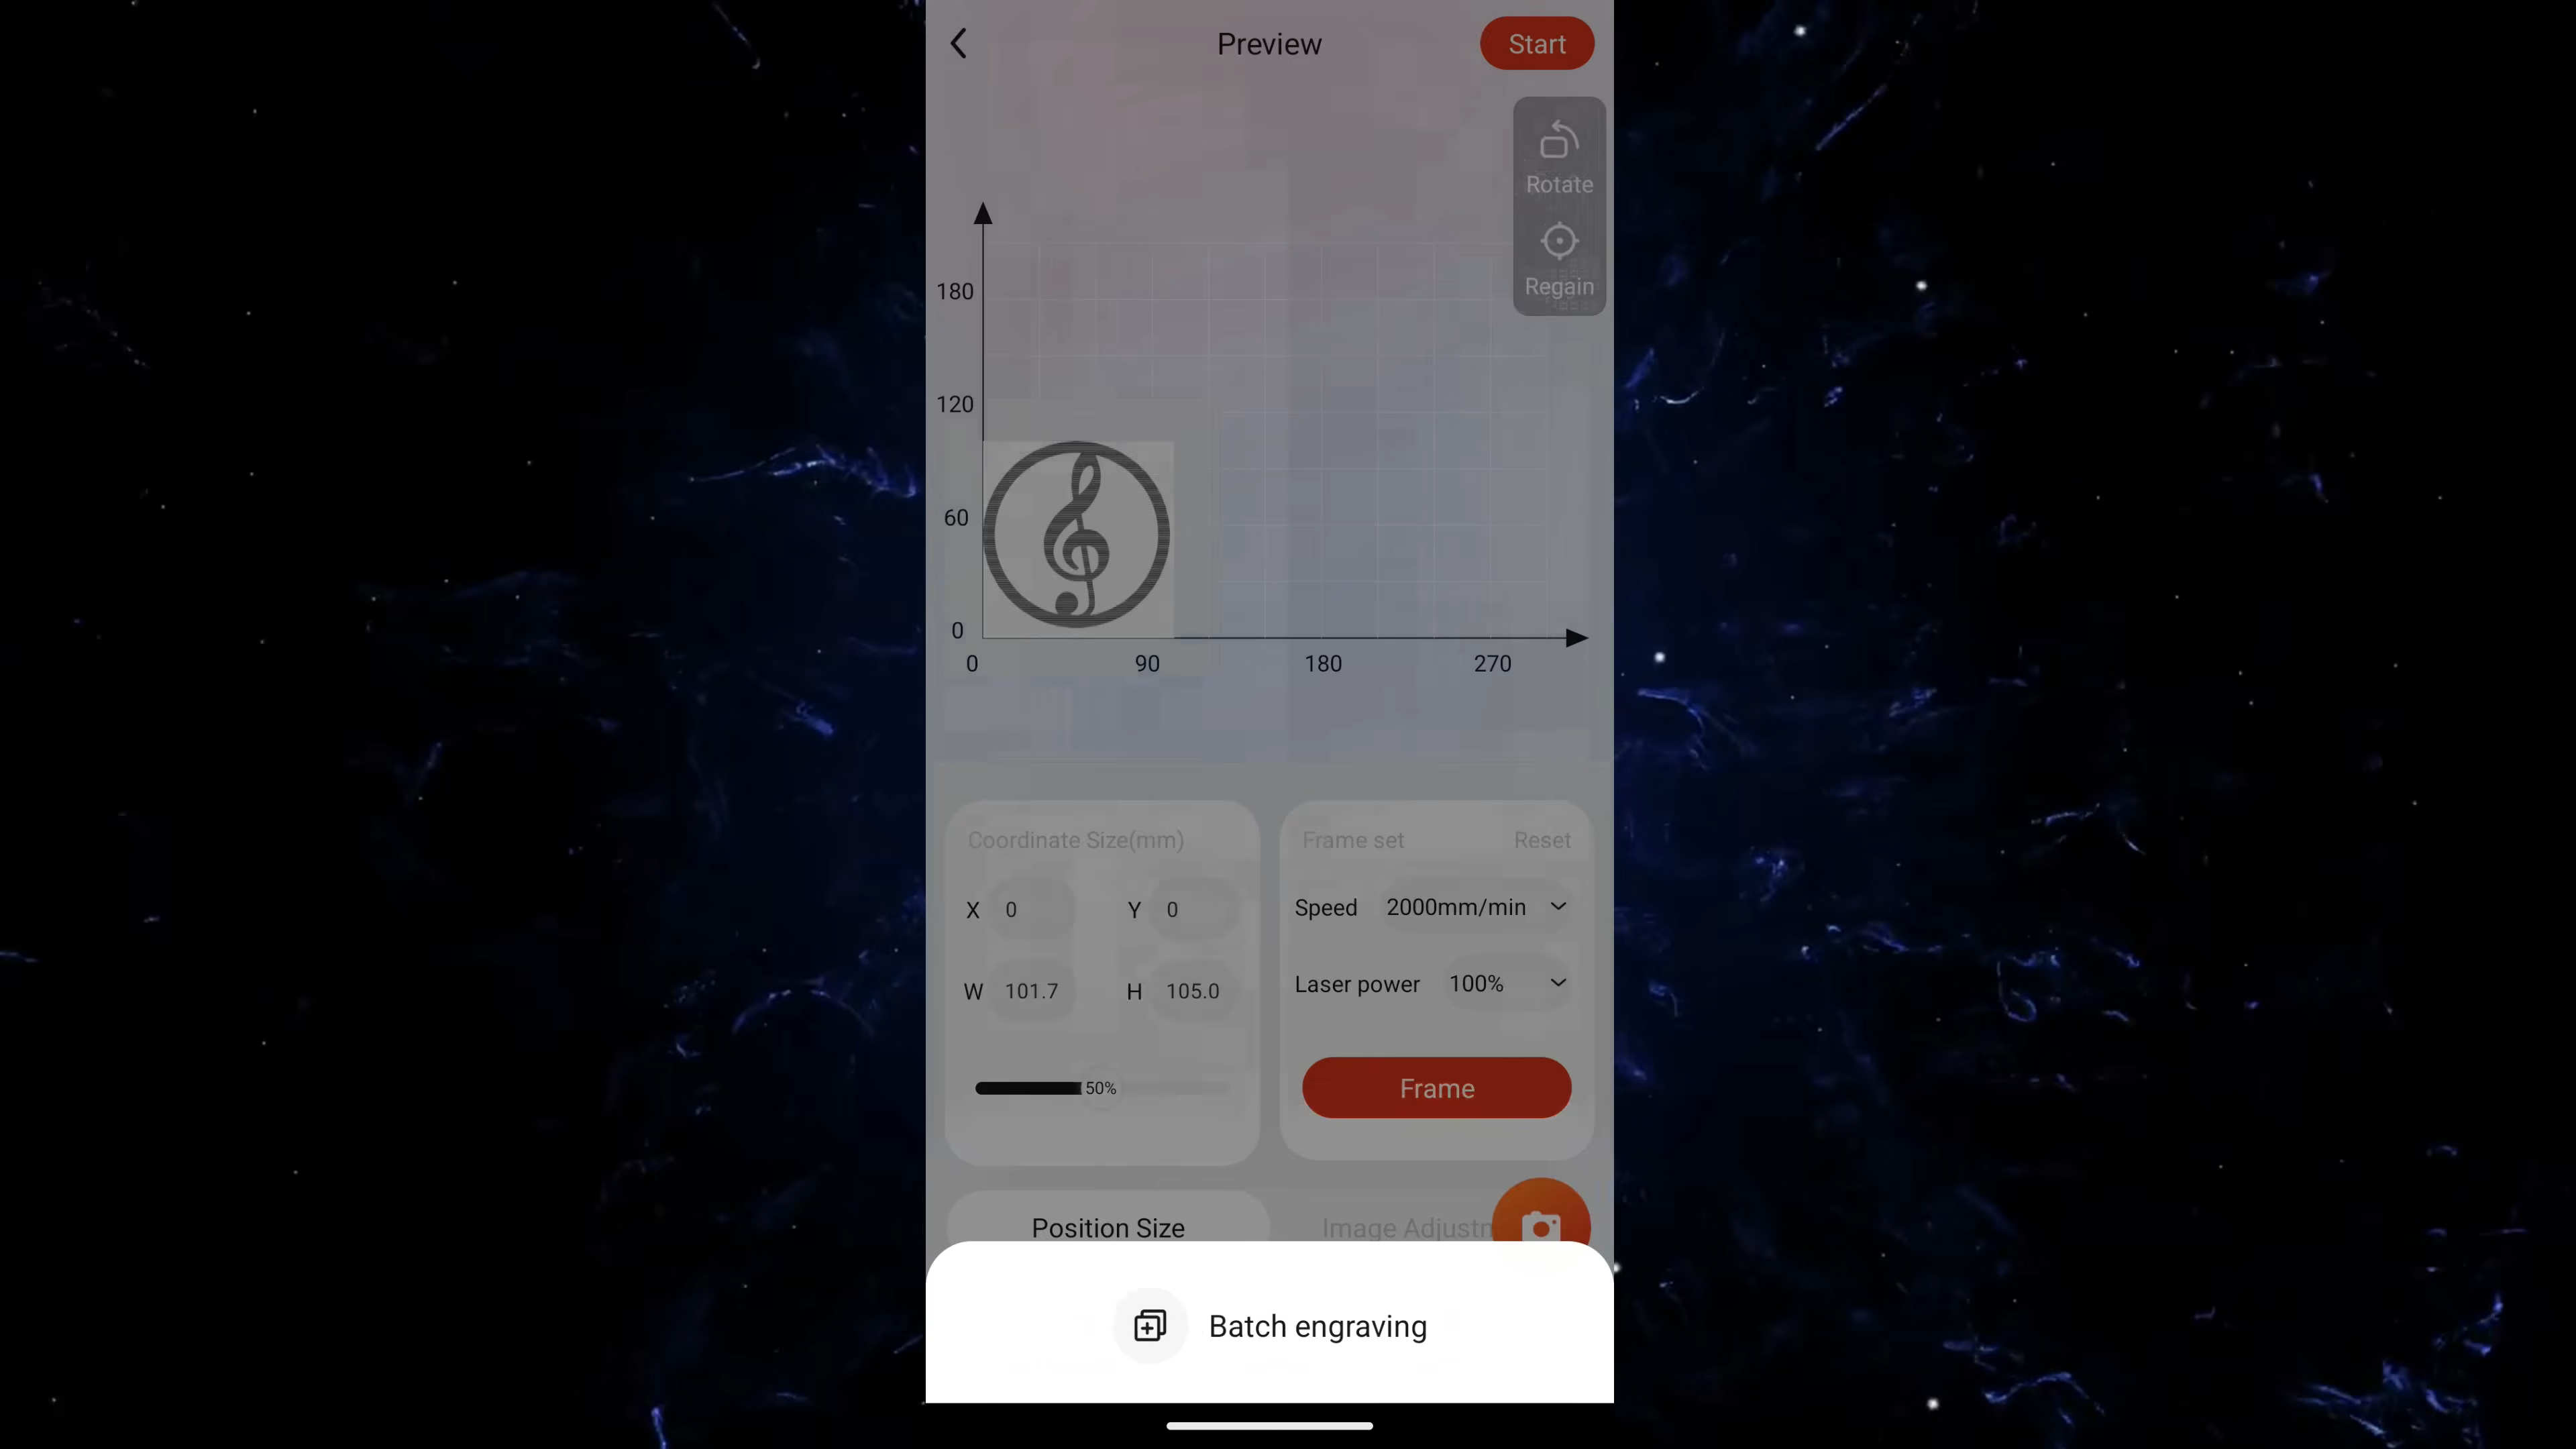 Preview
Start
Rotate
Regain
180
120
60
0
0
90
180
270
Coordinate Size(mm)
X 0 Y 0
W 101.7 H 105.0
50%
Frame set Reset
Speed 2000mm/min
Laser power 100%
Frame
Position Size
Image Adjustn
Batch engraving